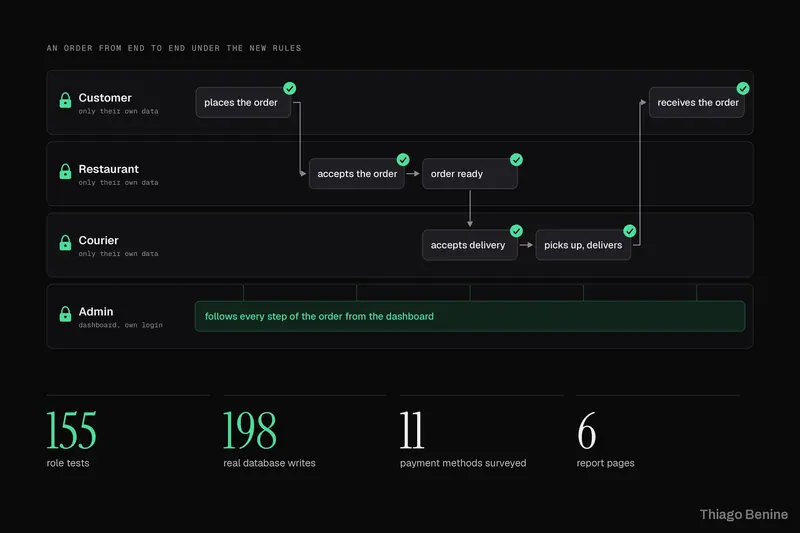 AN ORDER FROM END TO END UNDER THE NEW RULES
Customer
only their own data
places the order
receives the order
Restaurant
only their own data
accepts the order
order ready
Courier
only their own data
accepts delivery
picks up, delivers
Admin
dashboard, own login
follows every step of the order from the dashboard
155
role tests
198
real database writes
11
payment methods surveyed
6
report pages
Thiago Benine